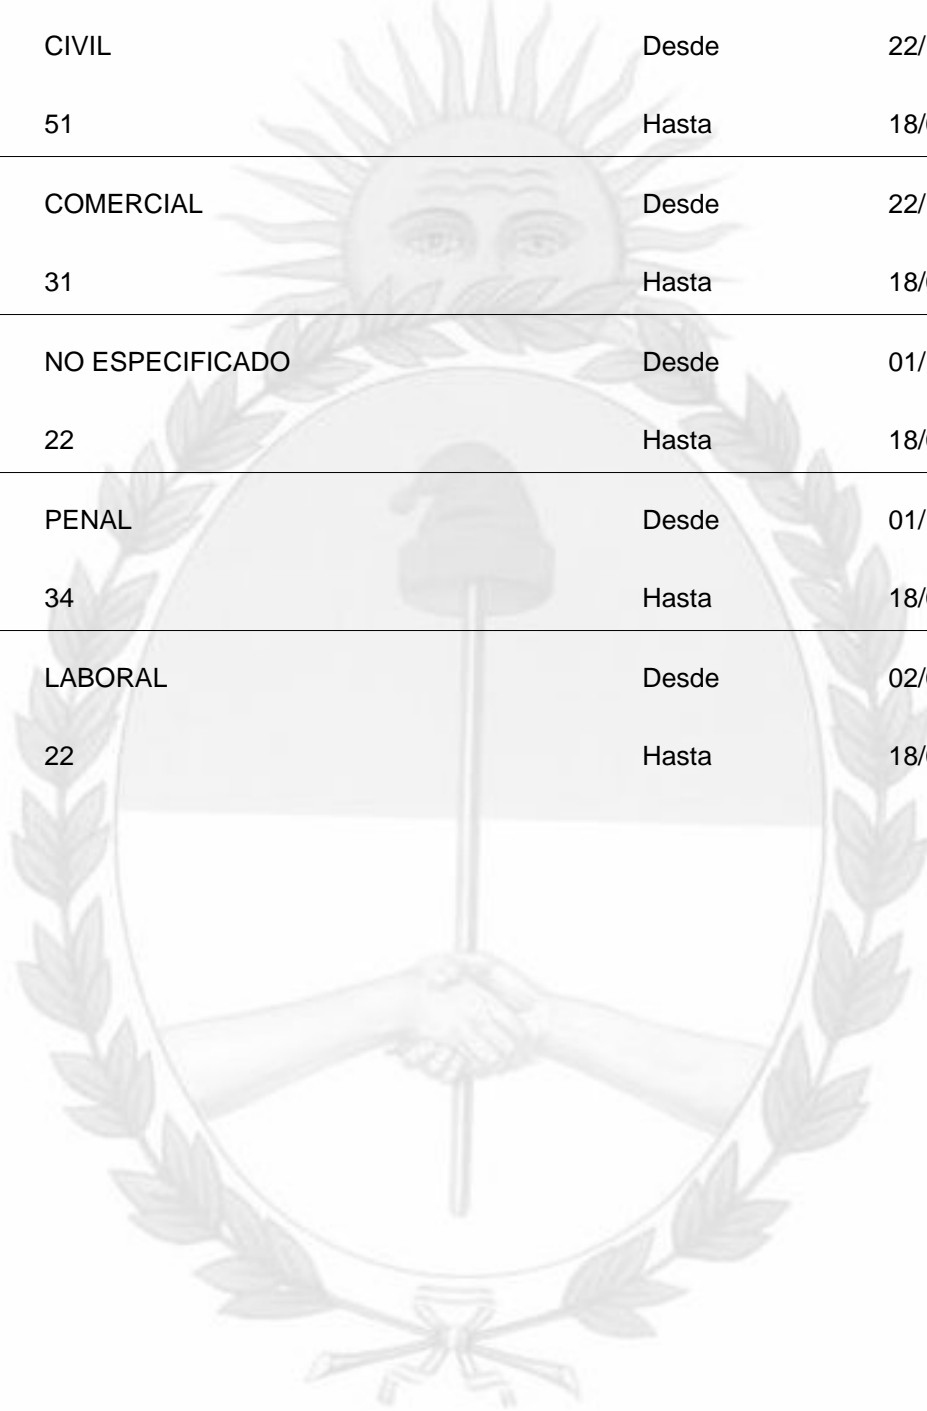 CIVIL Desde 22/
51 Hasta 18/
COMERCIAL Desde 22/
31 Hasta 18/
NO ESPECIFICADO Desde 01/
22 Hasta 18/
PENAL Desde 01/
34 Hasta 18/
LABORAL Desde 02/
22 Hasta 18/